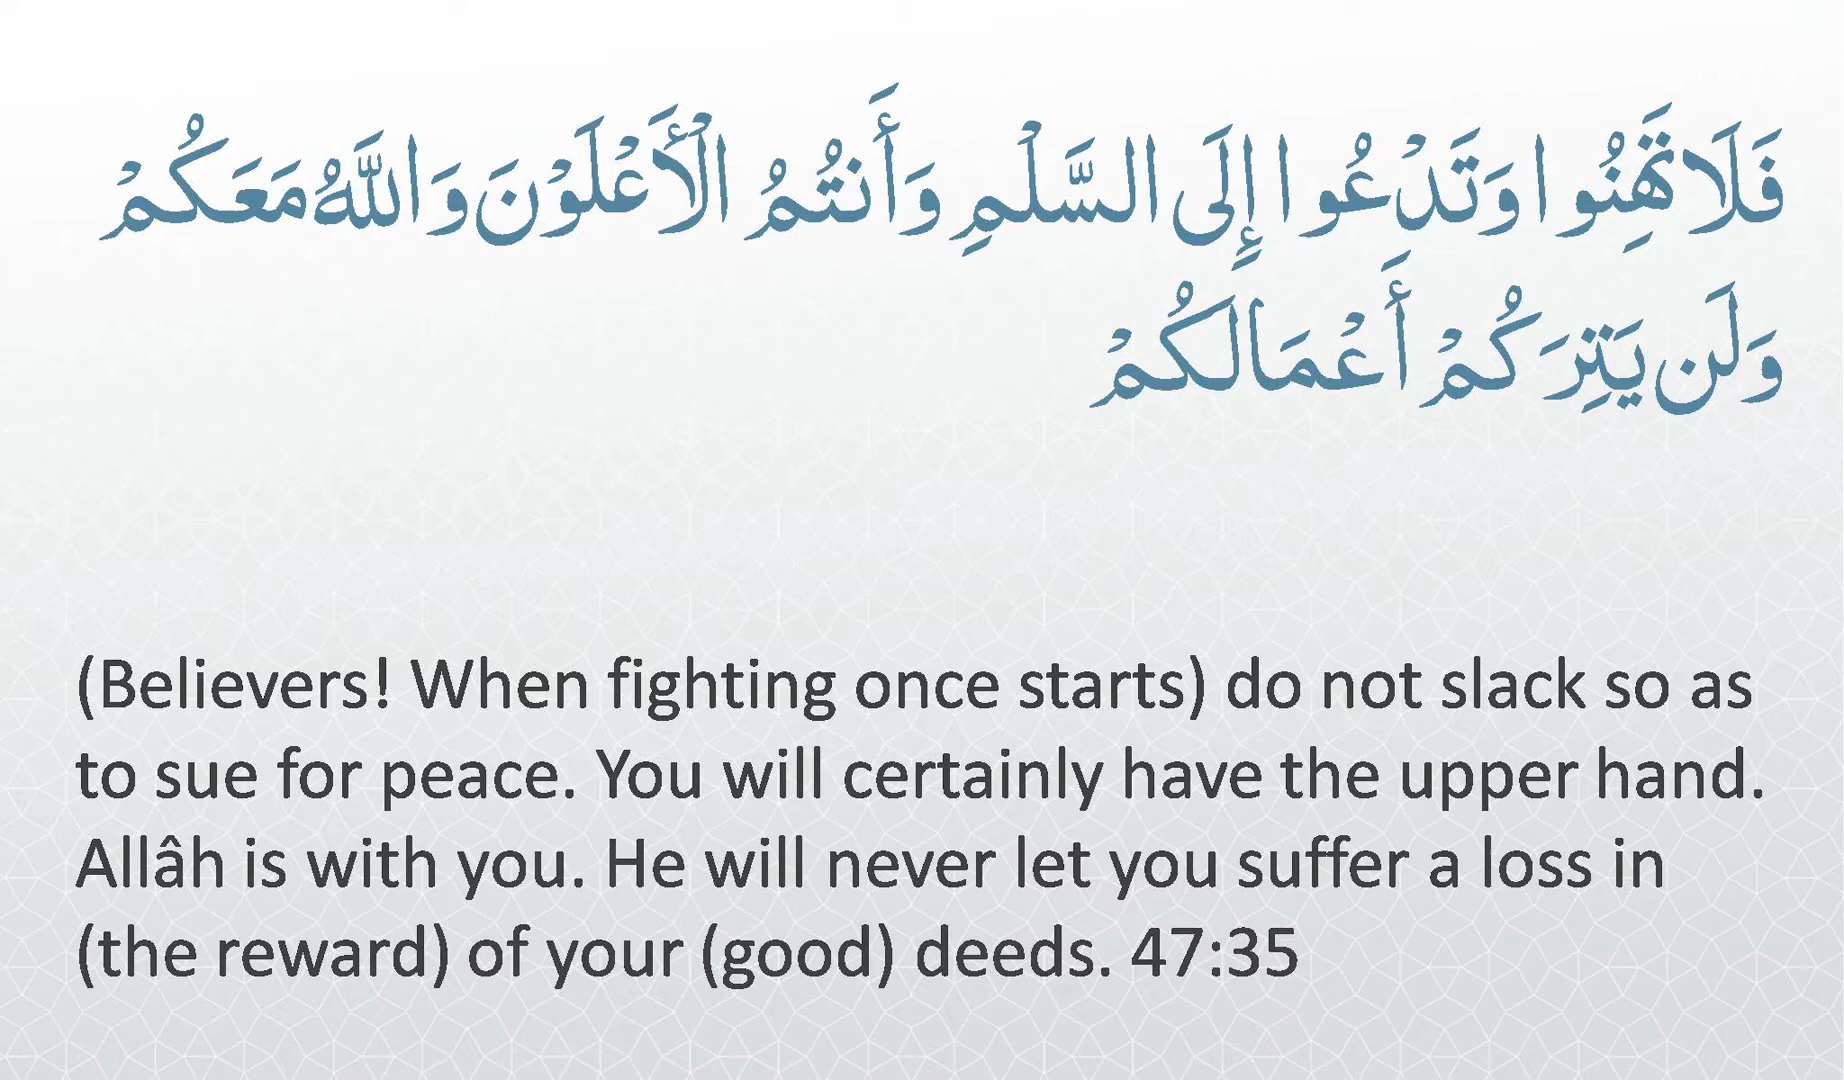 فَلَا تَهِنُوا وَتَدْعُوا إِلَى السَّلْمِ وَأَنتُمُ الْأَعْلَوْنَ وَاللَّهُ مَعَكُمْ
وَلَن يَتِرَكُمْ أَعْمَالَكُمْ
(Believers! When fighting once starts) do not slack so as
to sue for peace. You will certainly have the upper hand.
Allâh is with you. He will never let you suffer a loss in
(the reward) of your (good) deeds. 47:35